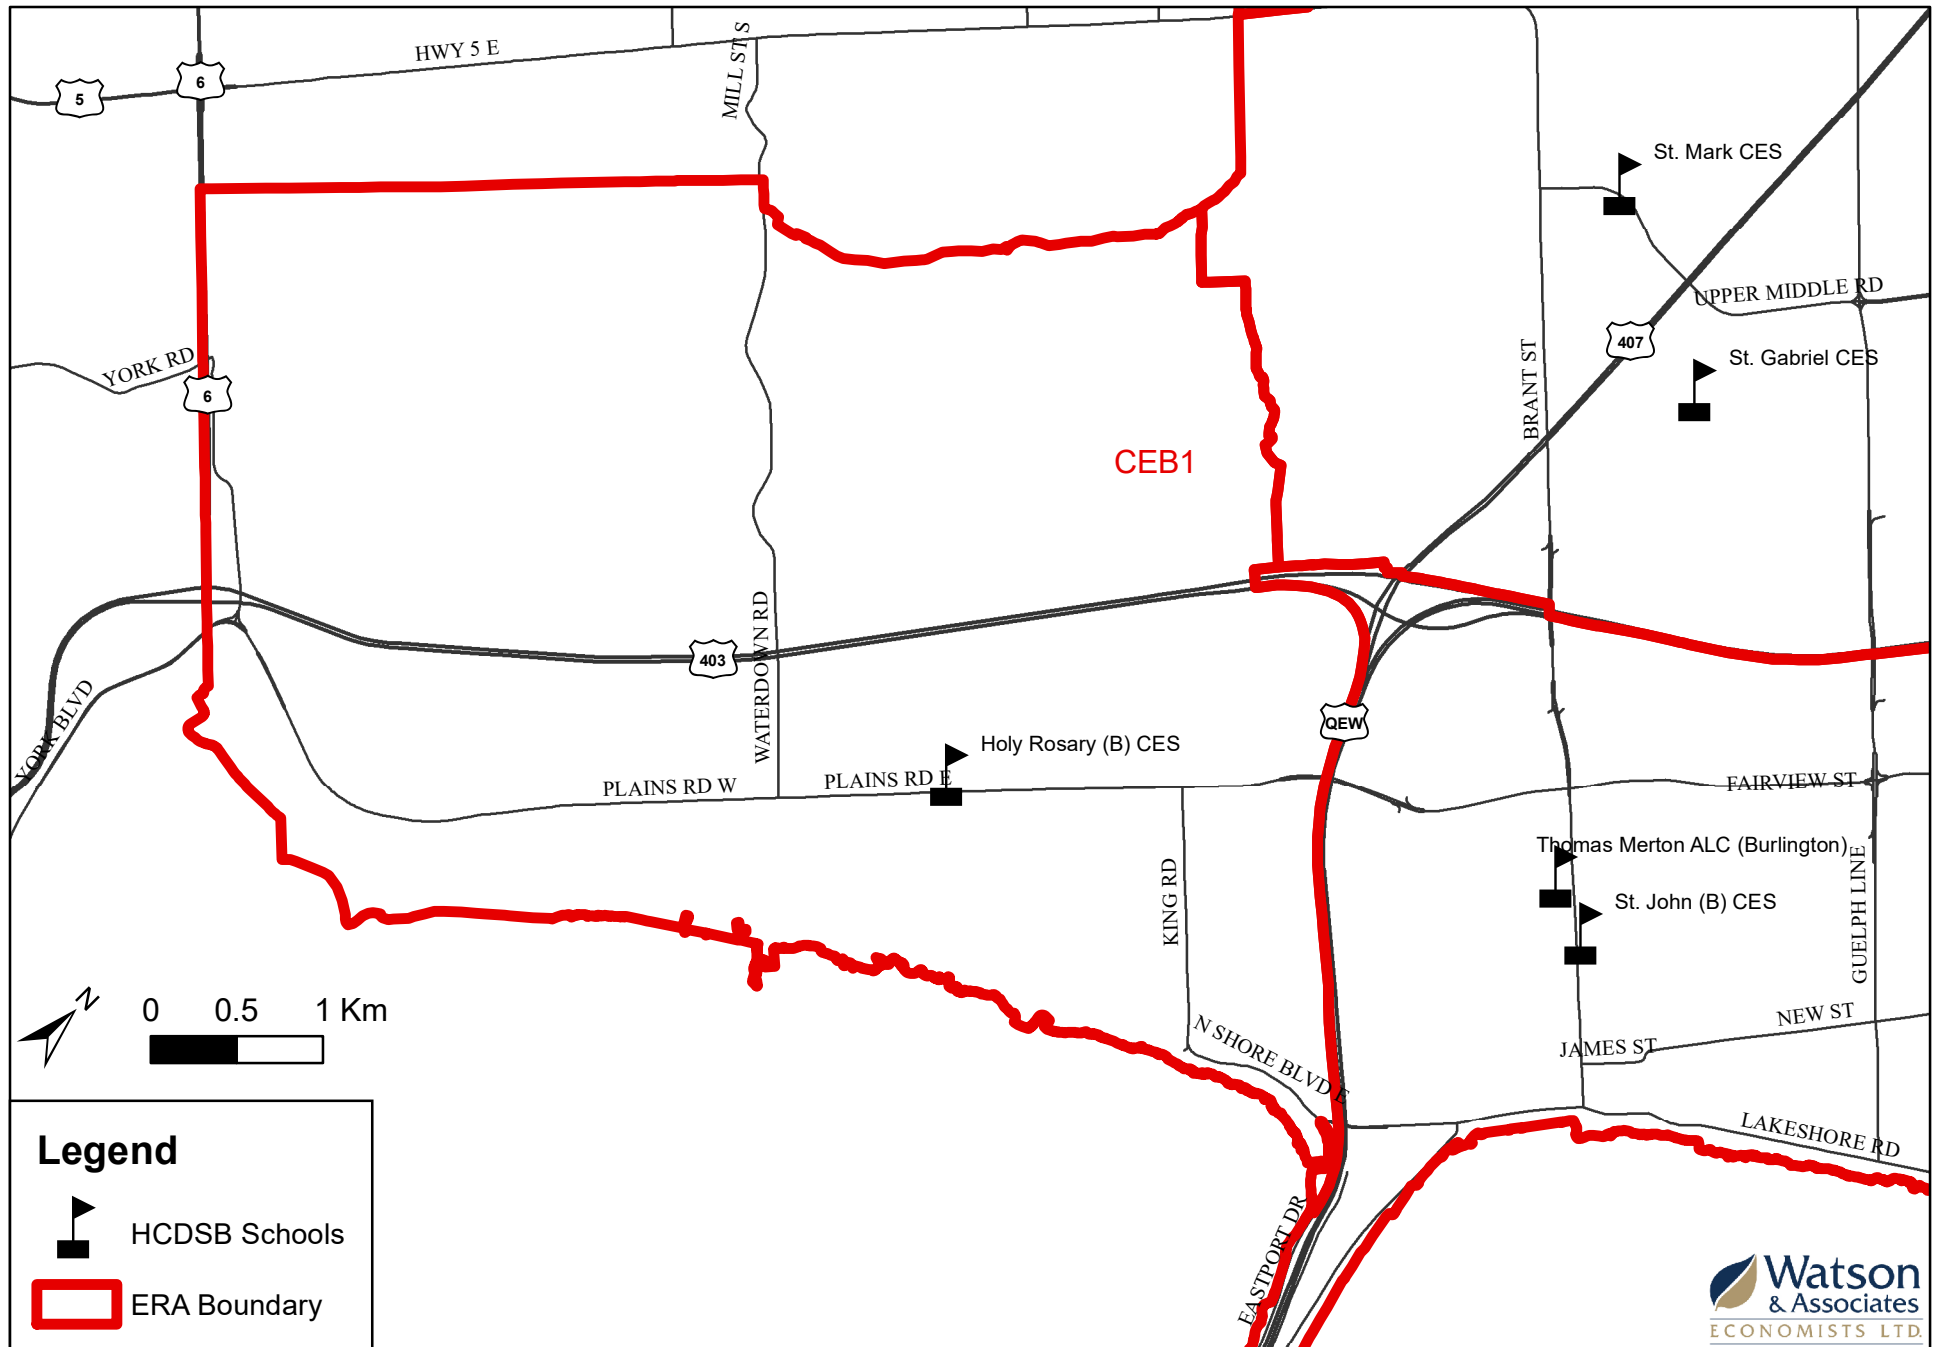 HWY 5 E
MILL ST S
5
6
St. Mark CES
UPPER MIDDLE RD
407
YORK RD
6
St. Gabriel CES
BRANT ST
CEB1
WATERDOWN RD
403
YORK BLVD
QEW
Holy Rosary (B) CES
PLAINS RD W
PLAINS RD E
FAIRVIEW ST
Thomas Merton ALC (Burlington)
KING RD
St. John (B) CES
GUELPH LINE
N
0 0.5 1 Km
N SHORE BLVD E
NEW ST
JAMES ST
LAKESHORE RD
EASTPORT DR
Legend
HCDSB Schools
ERA Boundary
Watson
& Associates
ECONOMISTS LTD.